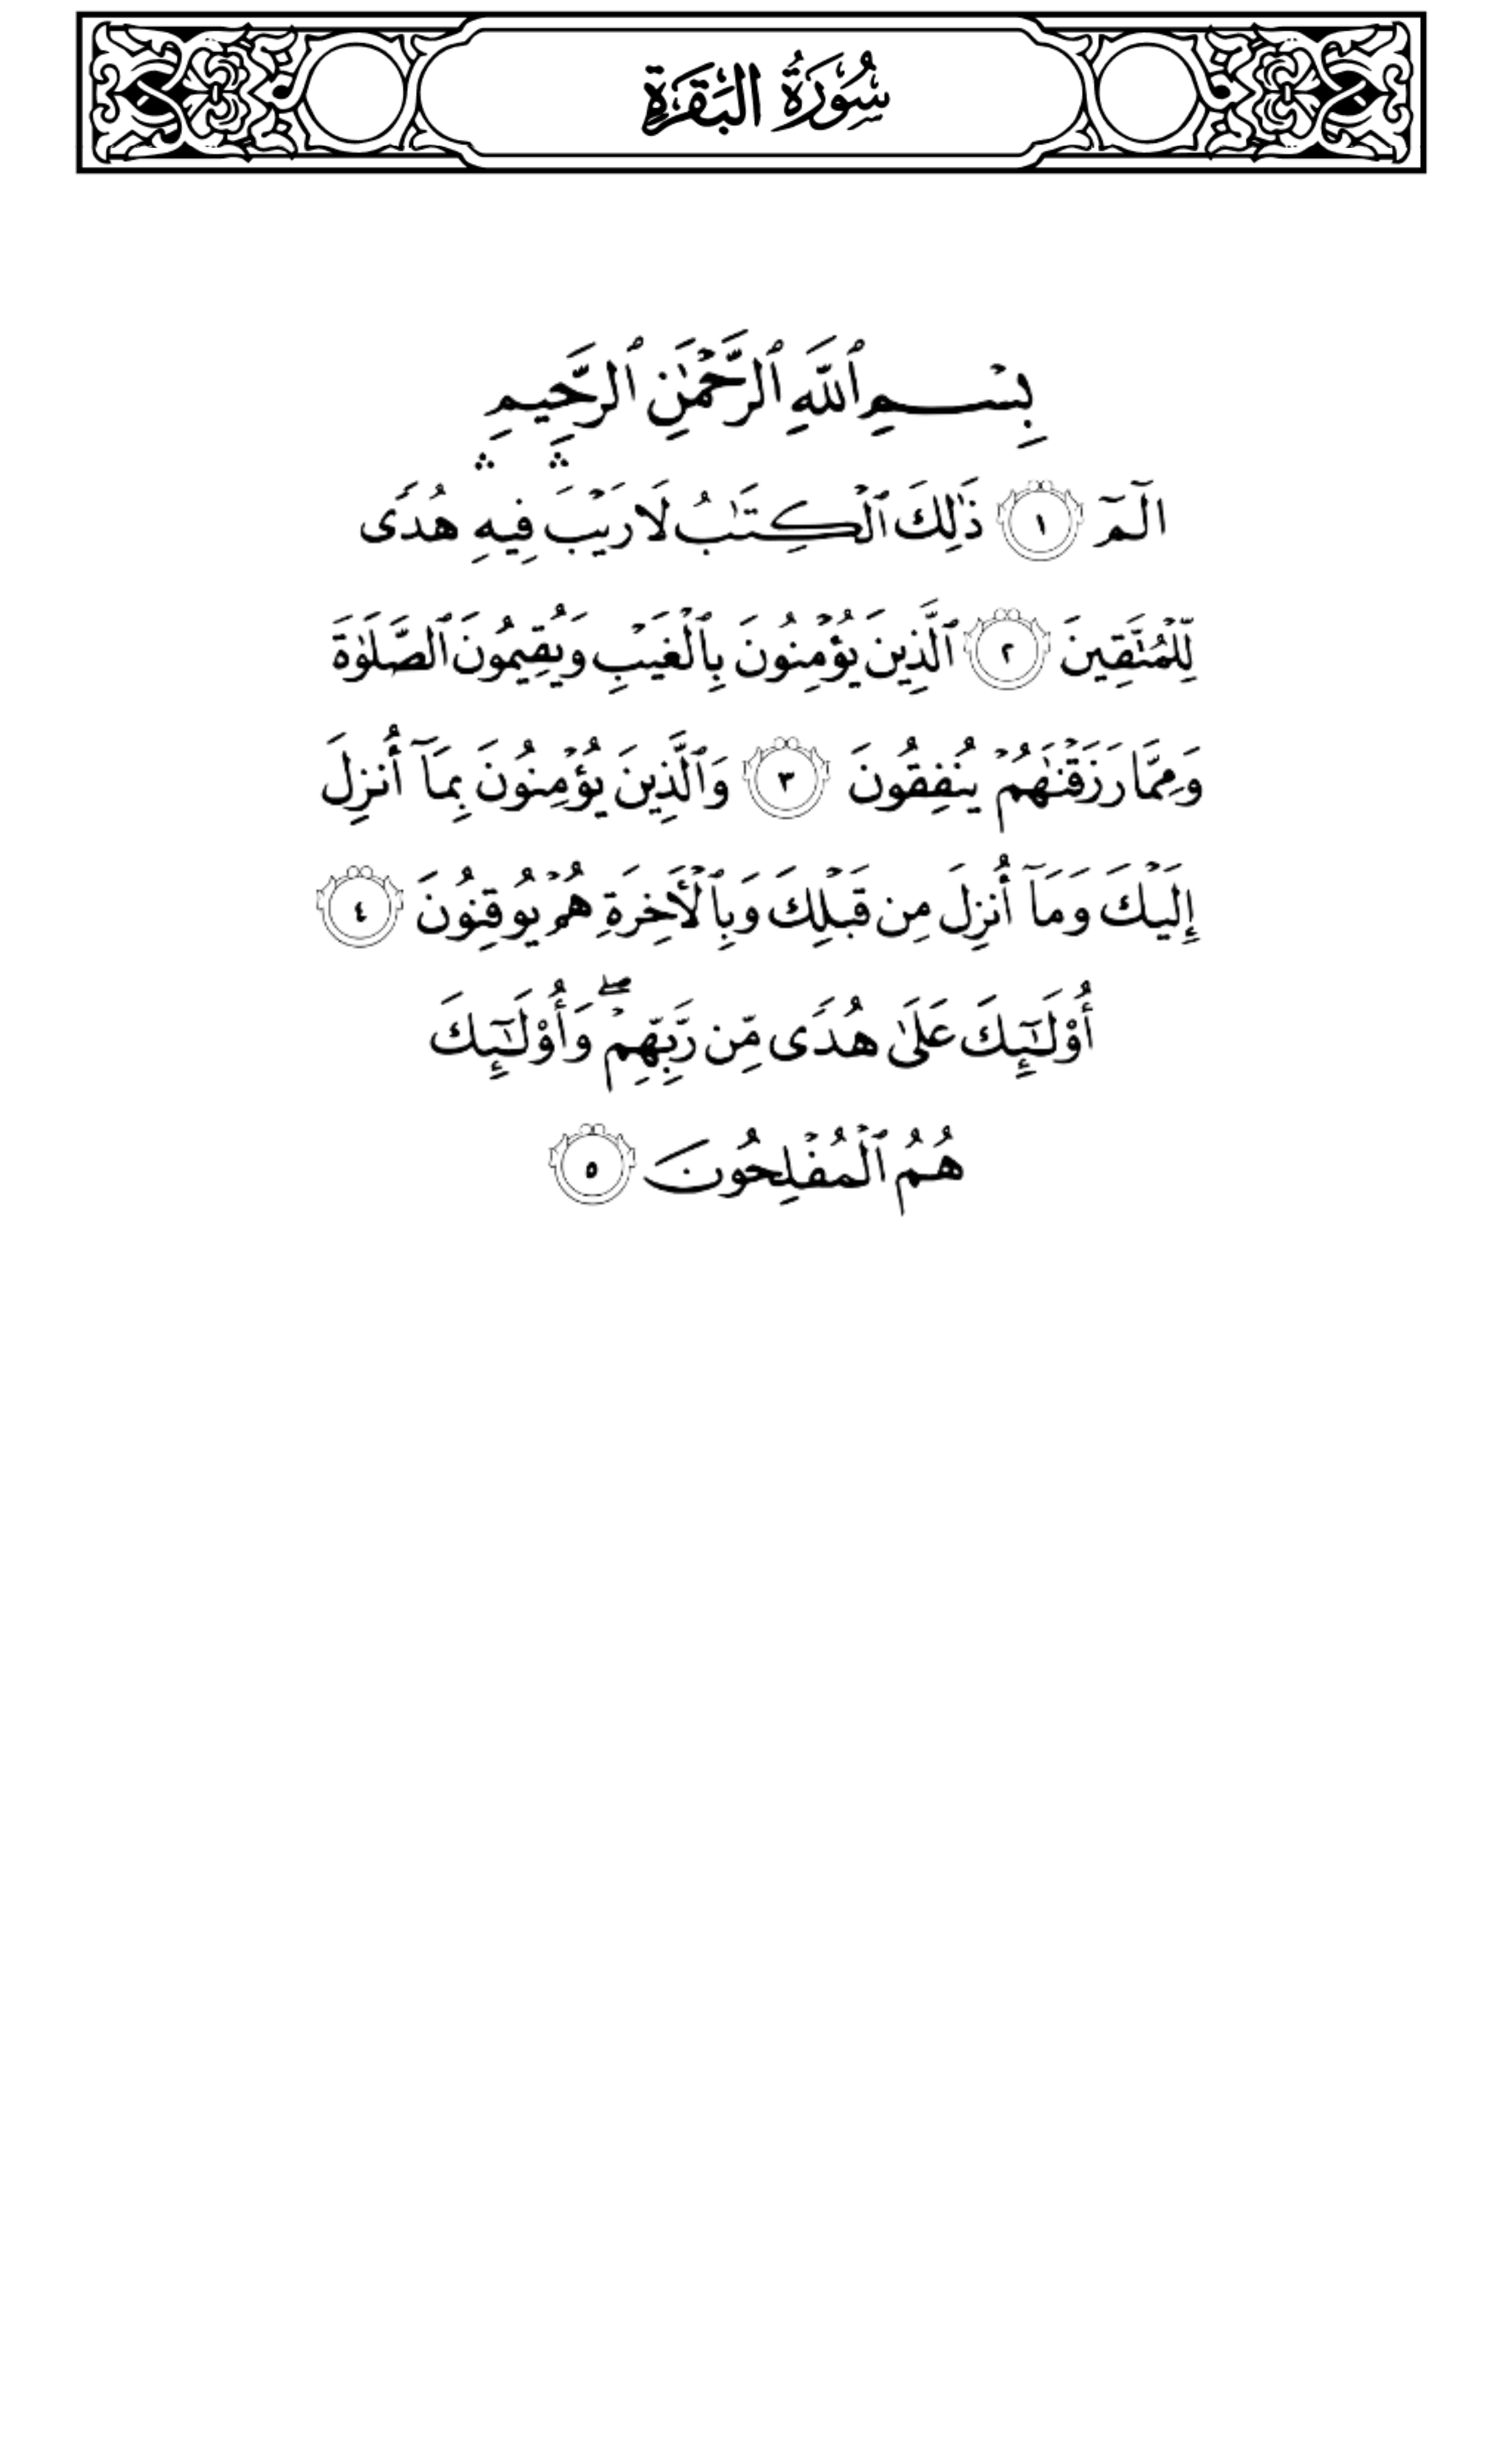 سُورَةُ البَقَرَةِ
بِسْمِ ٱللَّهِ ٱلرَّحْمَٰنِ ٱلرَّحِيمِ
الٓمٓ ١ ذَٰلِكَ ٱلْكِتَٰبُ لَا رَيْبَ ۛ فِيهِ ۛ هُدًى
لِّلْمُتَّقِينَ ٢ ٱلَّذِينَ يُؤْمِنُونَ بِٱلْغَيْبِ وَيُقِيمُونَ ٱلصَّلَوٰةَ
وَمِمَّا رَزَقْنَٰهُمْ يُنفِقُونَ ٣ وَٱلَّذِينَ يُؤْمِنُونَ بِمَآ أُنزِلَ
إِلَيْكَ وَمَآ أُنزِلَ مِن قَبْلِكَ وَبِٱلْأَخِرَةِ هُمْ يُوقِنُونَ ٤
أُوْلَٰٓئِكَ عَلَىٰ هُدًى مِّن رَّبِّهِمْ ۖ وَأُوْلَٰٓئِكَ
هُمُ ٱلْمُفْلِحُونَ ٥